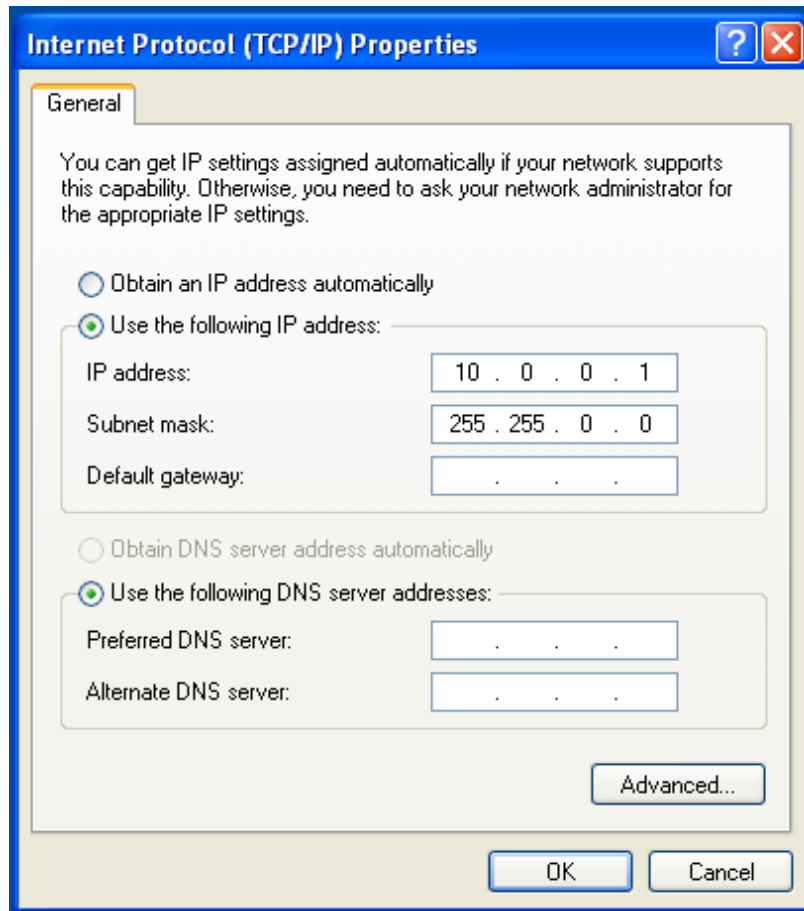 Internet Protocol (TCP/IP) Properties
?
General
You can get IP settings assigned automatically if your network supports
this capability. Otherwise, you need to ask your network administrator for
the appropriate IP settings.
Obtain an IP address automatically
Use the following IP address:
IP address: 10 . 0 . 0 . 1
Subnet mask: 255 . 255 . 0 . 0
Default gateway: . . .
Obtain DNS server address automatically
Use the following DNS server addresses:
Preferred DNS server: . . .
Alternate DNS server: . . .
Advanced...
OK Cancel